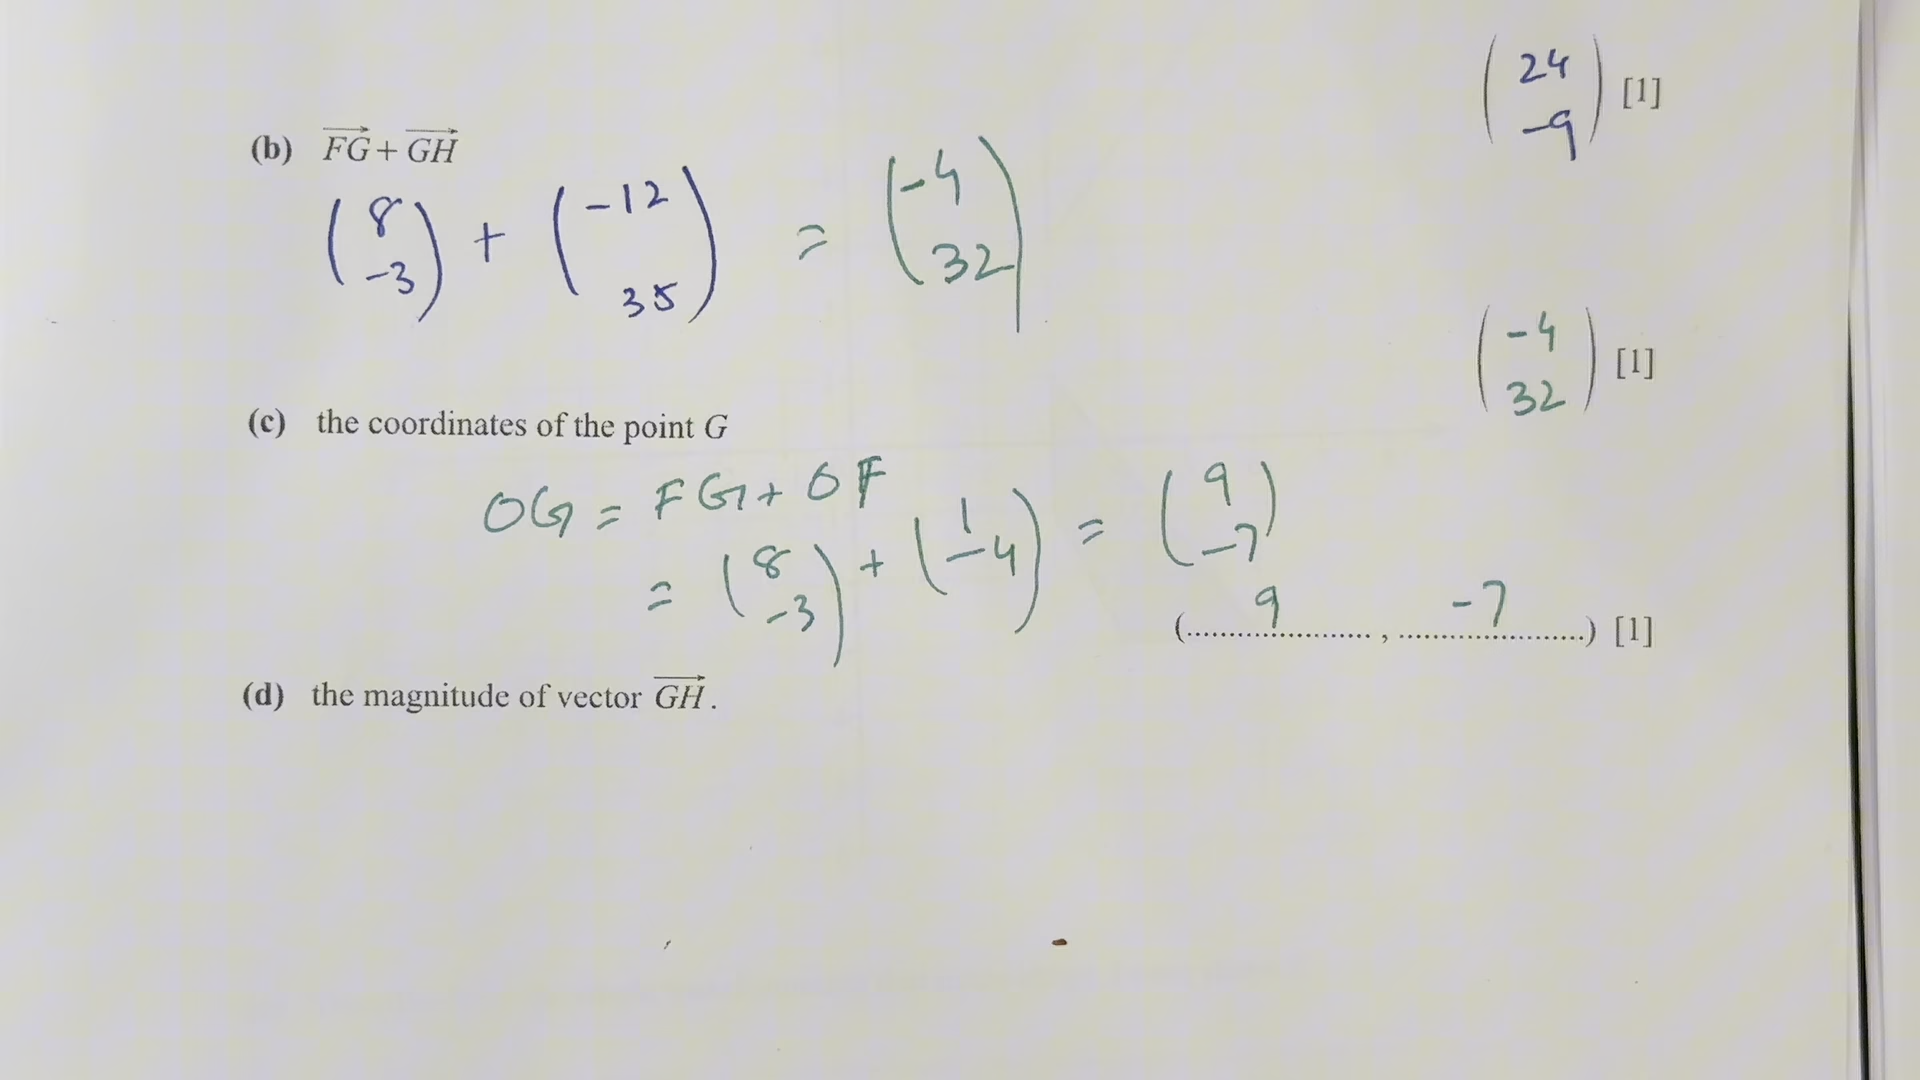 24
-9
[1]
(b) FG + GH
(8 -3) + (-12 35) = (-4 32)
(-4 32) [1]
(c) the coordinates of the point G
OG = FG + OF
= (8 -3) + (1 -4) = (9 -7)
(........9........ , ........-7........) [1]
(d) the magnitude of vector GH.